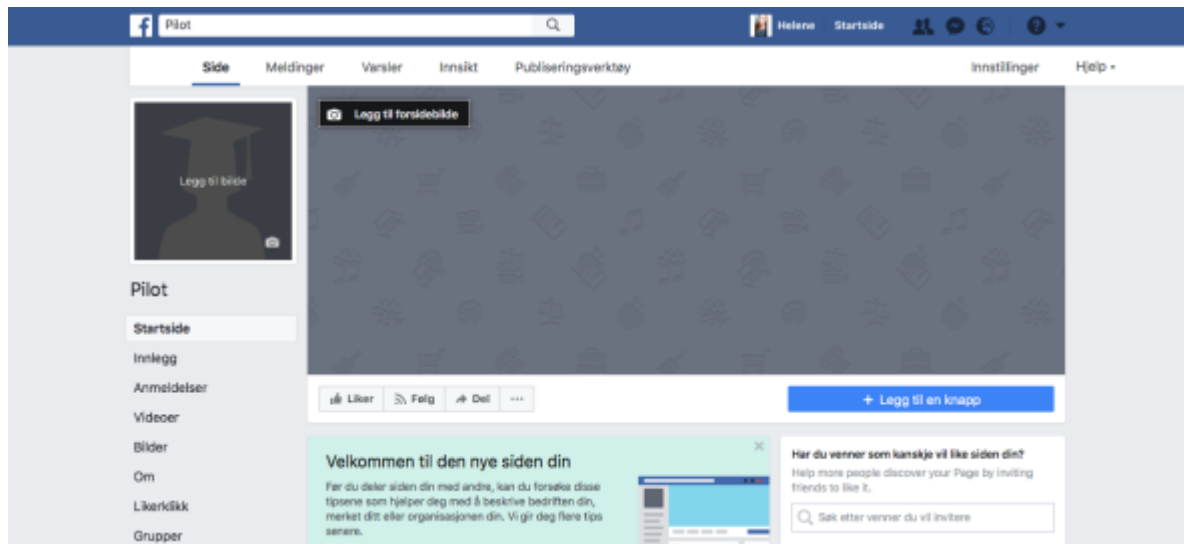 Pilot
Helene
Startside
Side
Meldinger
Varsler
Innsikt
Publiseringsverktøy
Innstillinger
Hjelp
Legg til forsidebilde
Legg til bilde
Pilot
Startside
Innlegg
Anmeldelser
Videoer
Bilder
Om
Likerklikk
Grupper
Liker
Følg
Del
+ Legg til en knapp
Velkommen til den nye siden din
Før du deler siden din med andre, kan du forsøke disse
tipsene som hjelper deg med å beskrive bedriften din,
merket ditt eller organisasjonen din. Vi gir deg flere tips
senere.
Har du venner som kanskje vil like siden din?
Help more people discover your Page by inviting
friends to like it.
Søk etter venner du vil invitere